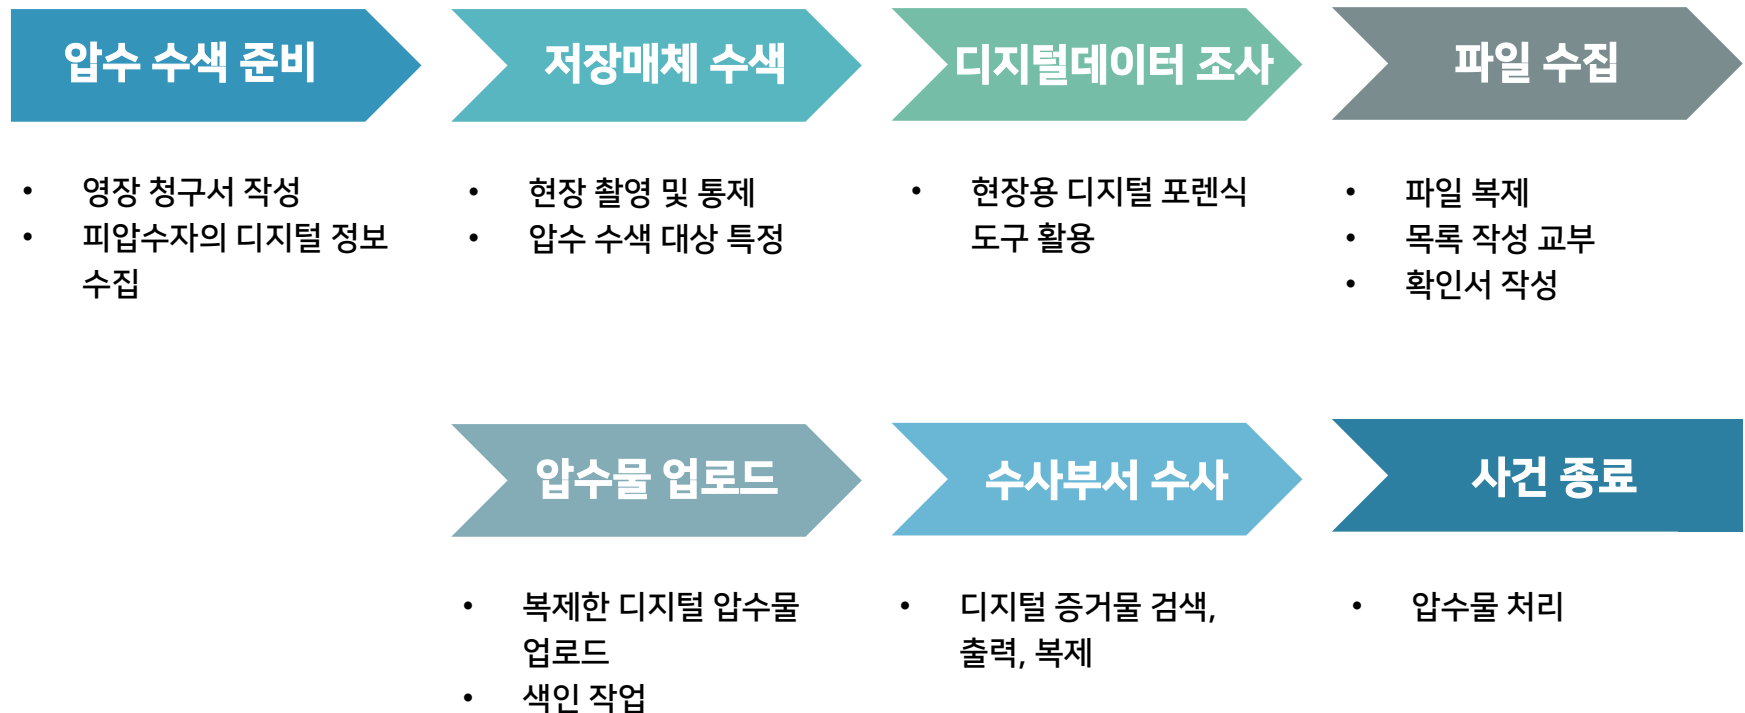 압수 수색 준비
저장매체 수색
디지털데이터 조사
파일 수집
• 영장 청구서 작성
• 피압수자의 디지털 정보
수집
• 현장 촬영 및 통제
• 압수 수색 대상 특정
• 현장용 디지털 포렌식
도구 활용
• 파일 복제
• 목록 작성 교부
• 확인서 작성
압수물 업로드
수사부서 수사
사건 종료
• 복제한 디지털 압수물
업로드
• 색인 작업
• 디지털 증거물 검색,
출력, 복제
• 압수물 처리